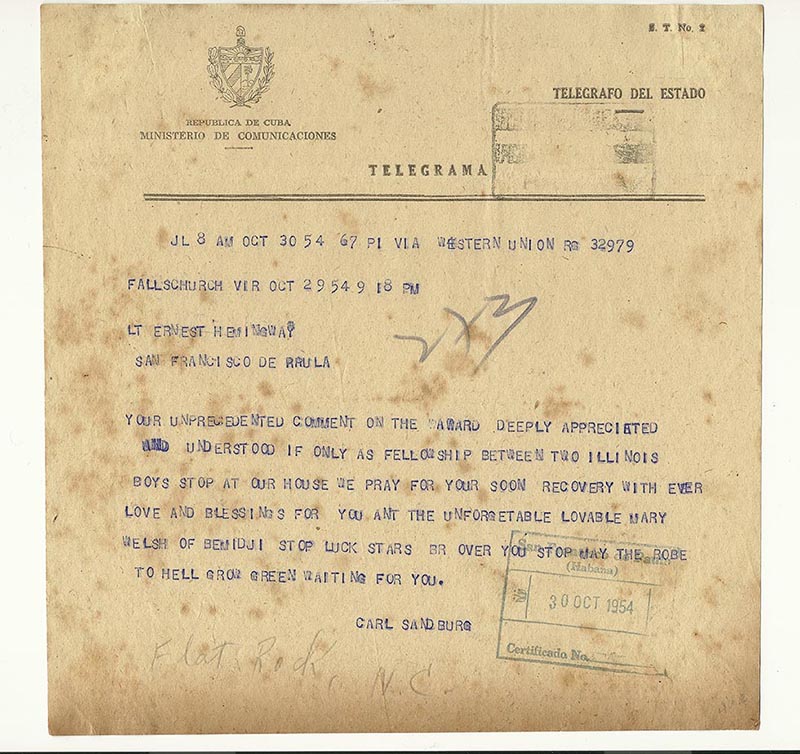 S. T. No. 2
REPUBLICA DE CUBA
MINISTERIO DE COMUNICACIONES
TELEGRAFO DEL ESTADO
TELEGRAMA
JL 8 AM OCT 30 54 67 PI VIA WESTERN UNION RG 32979
FALLSCHURCH VIR OCT 29 54 9 18 PM
LT ERNEST HEMINGWAY
SAN FRANCISCO DE RRULA
YOUR UNPRECEDENTED COMMENT ON THE AWARD DEEPLY APPRECIATED
AND UNDERSTOOD IF ONLY AS FELLOWSHIP BETWEEN TWO ILLINOIS
BOYS STOP AT OUR HOUSE WE PRAY FOR YOUR SOON RECOVERY WITH EVER
LOVE AND BLESSINGS FOR YOU ANT THE UNFORGETABLE LOVABLE MARY
WELSH OF BEMIDJI STOP LUCK STARS BR OVER YOU STOP MAY THE ROBE
TO HELL GROW GREEN WAITING FOR YOU.
CARL SANDBURG
(Habana)
30 OCT 1954
Certificado No.
Flat Rock, N.C.